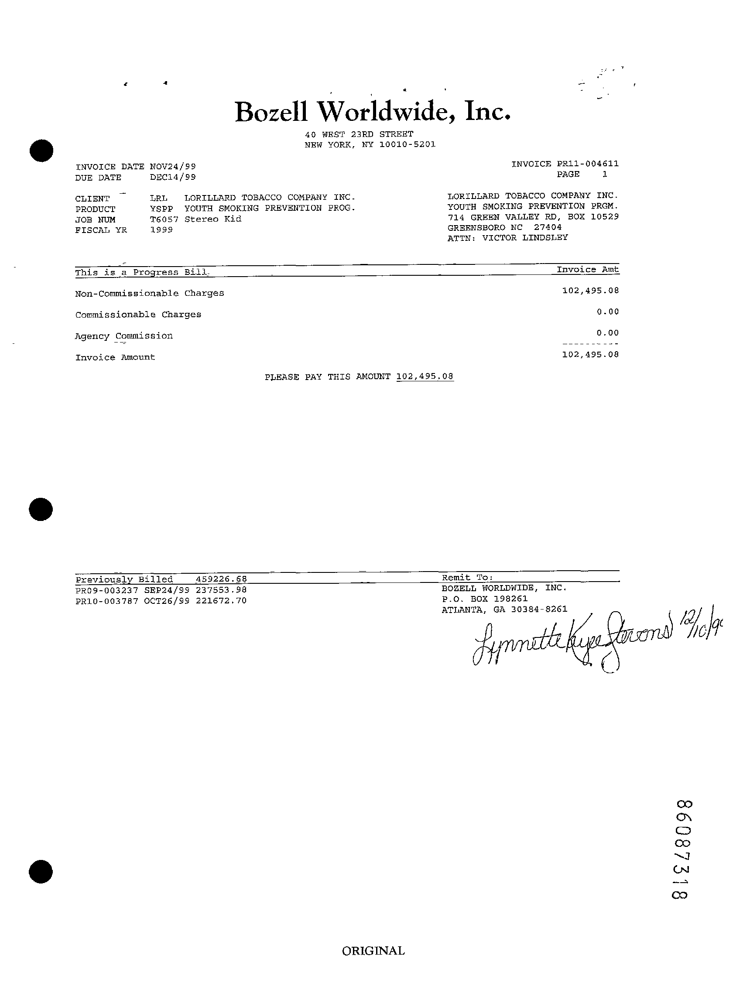 Bozell Worldwide, Inc.
40 WEST 23RD STREET
NEW YORK, NY 10010-5201
INVOICE DATE NOV24/99
DUE DATE DEC14/99
INVOICE PR11-004611
PAGE 1
CLIENT LRL LORILLARD TOBACCO COMPANY INC.
PRODUCT YSPP YOUTH SMOKING PREVENTION PROG.
JOB NUM T6057 Stereo Kid
FISCAL YR 1999
LORILLARD TOBACCO COMPANY INC.
YOUTH SMOKING PREVENTION PRGM.
714 GREEN VALLEY RD, BOX 10529
GREENSBORO NC 27404
ATTN: VICTOR LINDSLEY
This is a Progress Bill. Invoice Amt
Non-Commissionable Charges 102,495.08
Commissionable Charges 0.00
Agency Commission 0.00
----------
Invoice Amount 102,495.08
PLEASE PAY THIS AMOUNT 102,495.08
Previously Billed 459226.68
PR09-003237 SEP24/99 237553.98
PR10-003787 OCT26/99 221672.70
Remit To:
BOZELL WORLDWIDE, INC.
P.O. BOX 198261
ATLANTA, GA 30384-8261
Lynnette 12/10/9
86087318
ORIGINAL